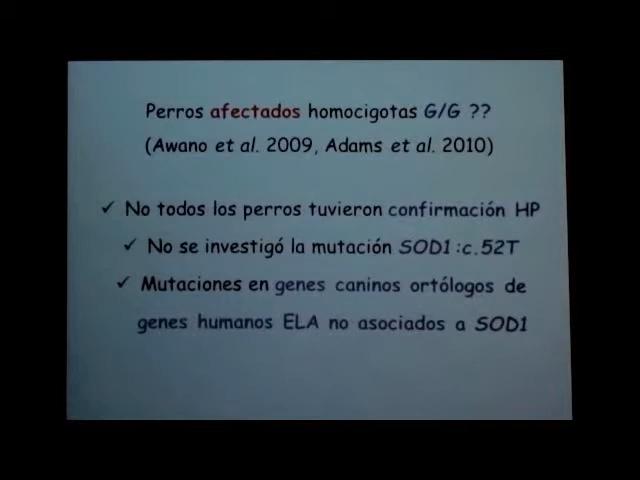 Perros afectados homocigotas G/G ??
(Awano et al. 2009, Adams et al. 2010)
✓ No todos los perros tuvieron confirmación HP
✓ No se investigó la mutación SOD1:c.52T
✓ Mutaciones en genes caninos ortólogos de
genes humanos ELA no asociados a SOD1